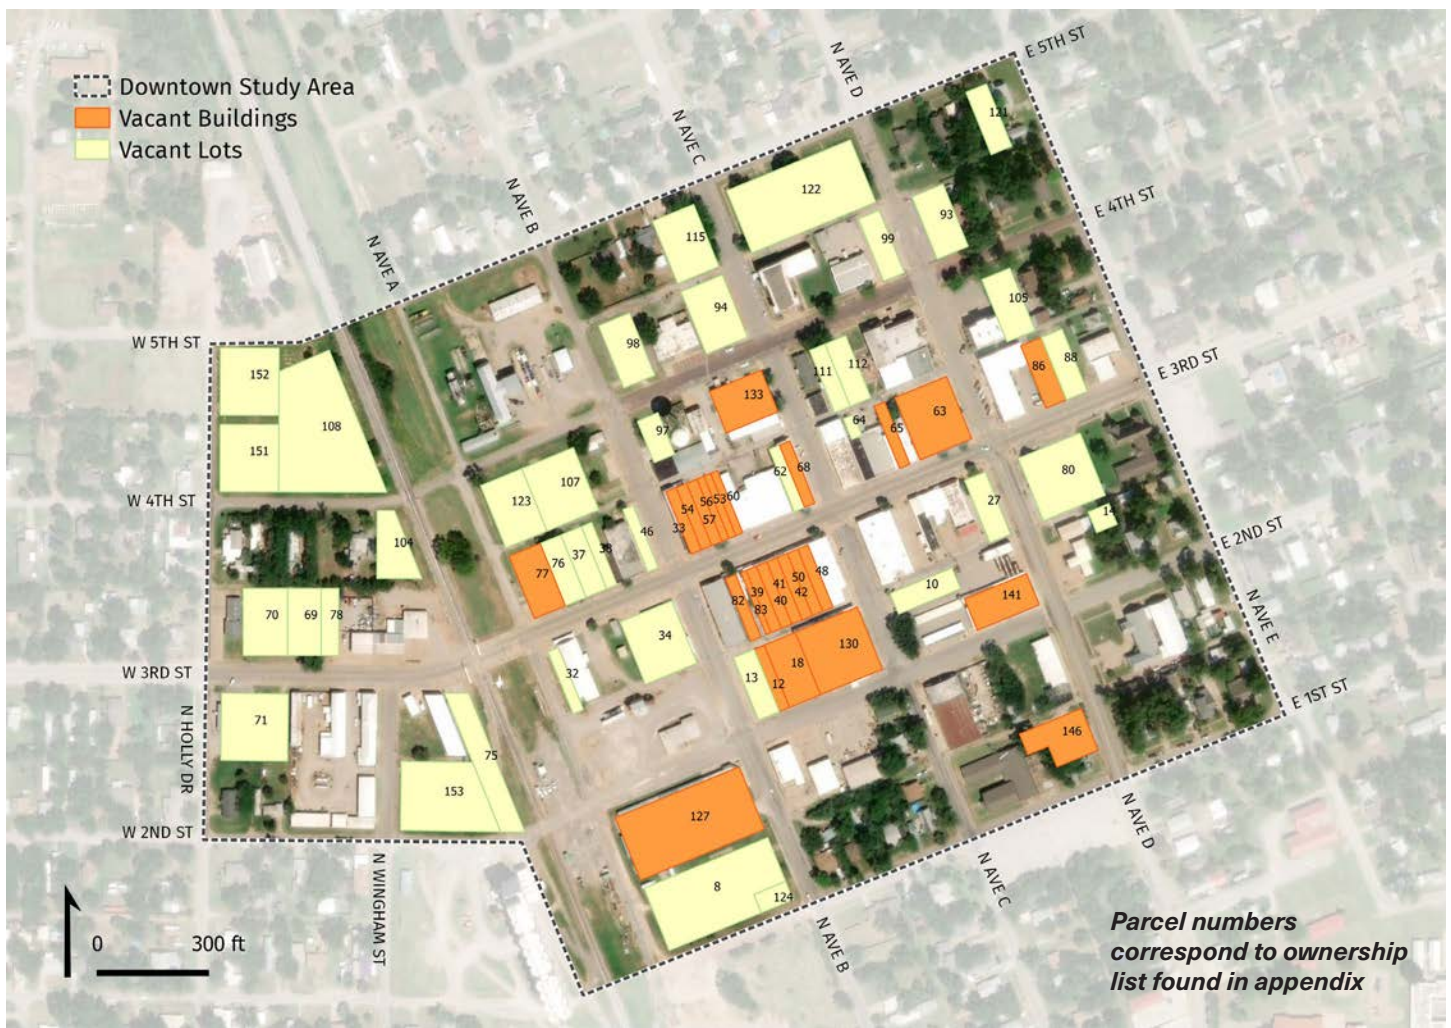 Downtown Study Area
Vacant Buildings
Vacant Lots
E 5TH ST
N AVE D
N AVE C
N AVE B
N AVE A
E 4TH ST
E 3RD ST
E 2ND ST
N AVE E
E 1ST ST
W 5TH ST
W 4TH ST
W 3RD ST
N HOLLY DR
W 2ND ST
N WINGHAM ST
N AVE B
N AVE C
N AVE D
121
122
93
99
115
94
105
98
152
108
151
111
112
88
86
133
63
64
65
97
62
68
80
107
123
56
53
60
54
57
33
27
14
46
104
38
37
76
77
48
50
41
42
39
40
83
82
10
141
70
69
78
34
130
18
13
12
32
71
75
146
153
127
8
124
0 300 ft
Parcel numbers
correspond to ownership
list found in appendix